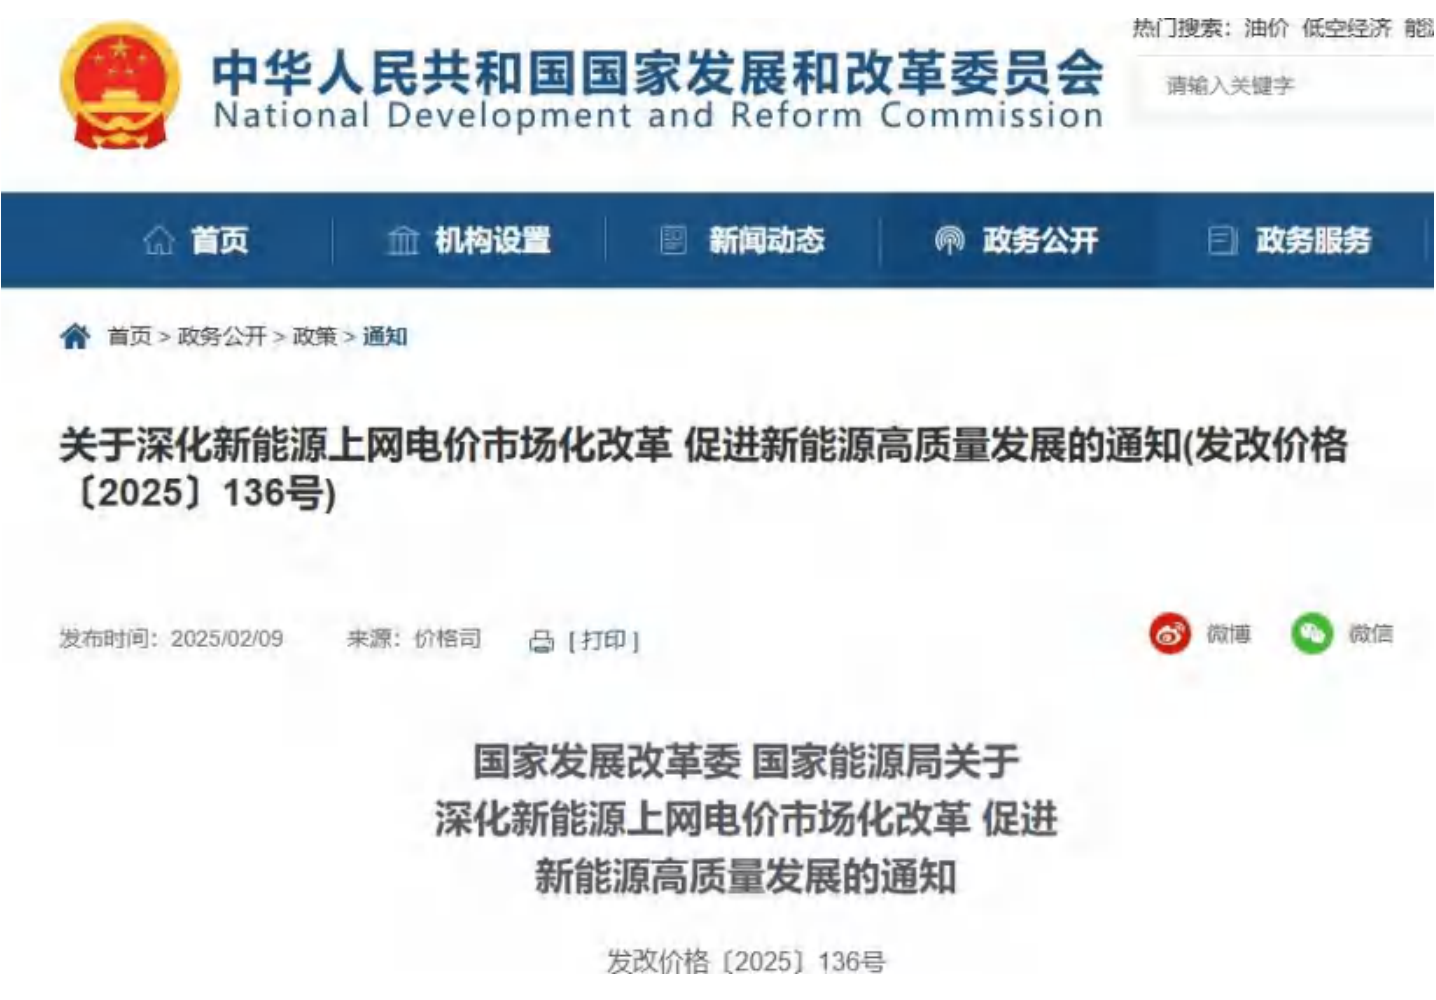 热门搜索：油价 低空经济
中华人民共和国国家发展和改革委员会
National Development and Reform Commission
请输入关键字
首页 机构设置 新闻动态 政务公开 政务服务
首页 > 政务公开 > 政策 > 通知
关于深化新能源上网电价市场化改革 促进新能源高质量发展的通知(发改价格
〔2025〕136号)
发布时间：2025/02/09 来源：价格司 [ 打印 ] 微博 微信
国家发展改革委 国家能源局关于
深化新能源上网电价市场化改革 促进
新能源高质量发展的通知
发改价格〔2025〕136号